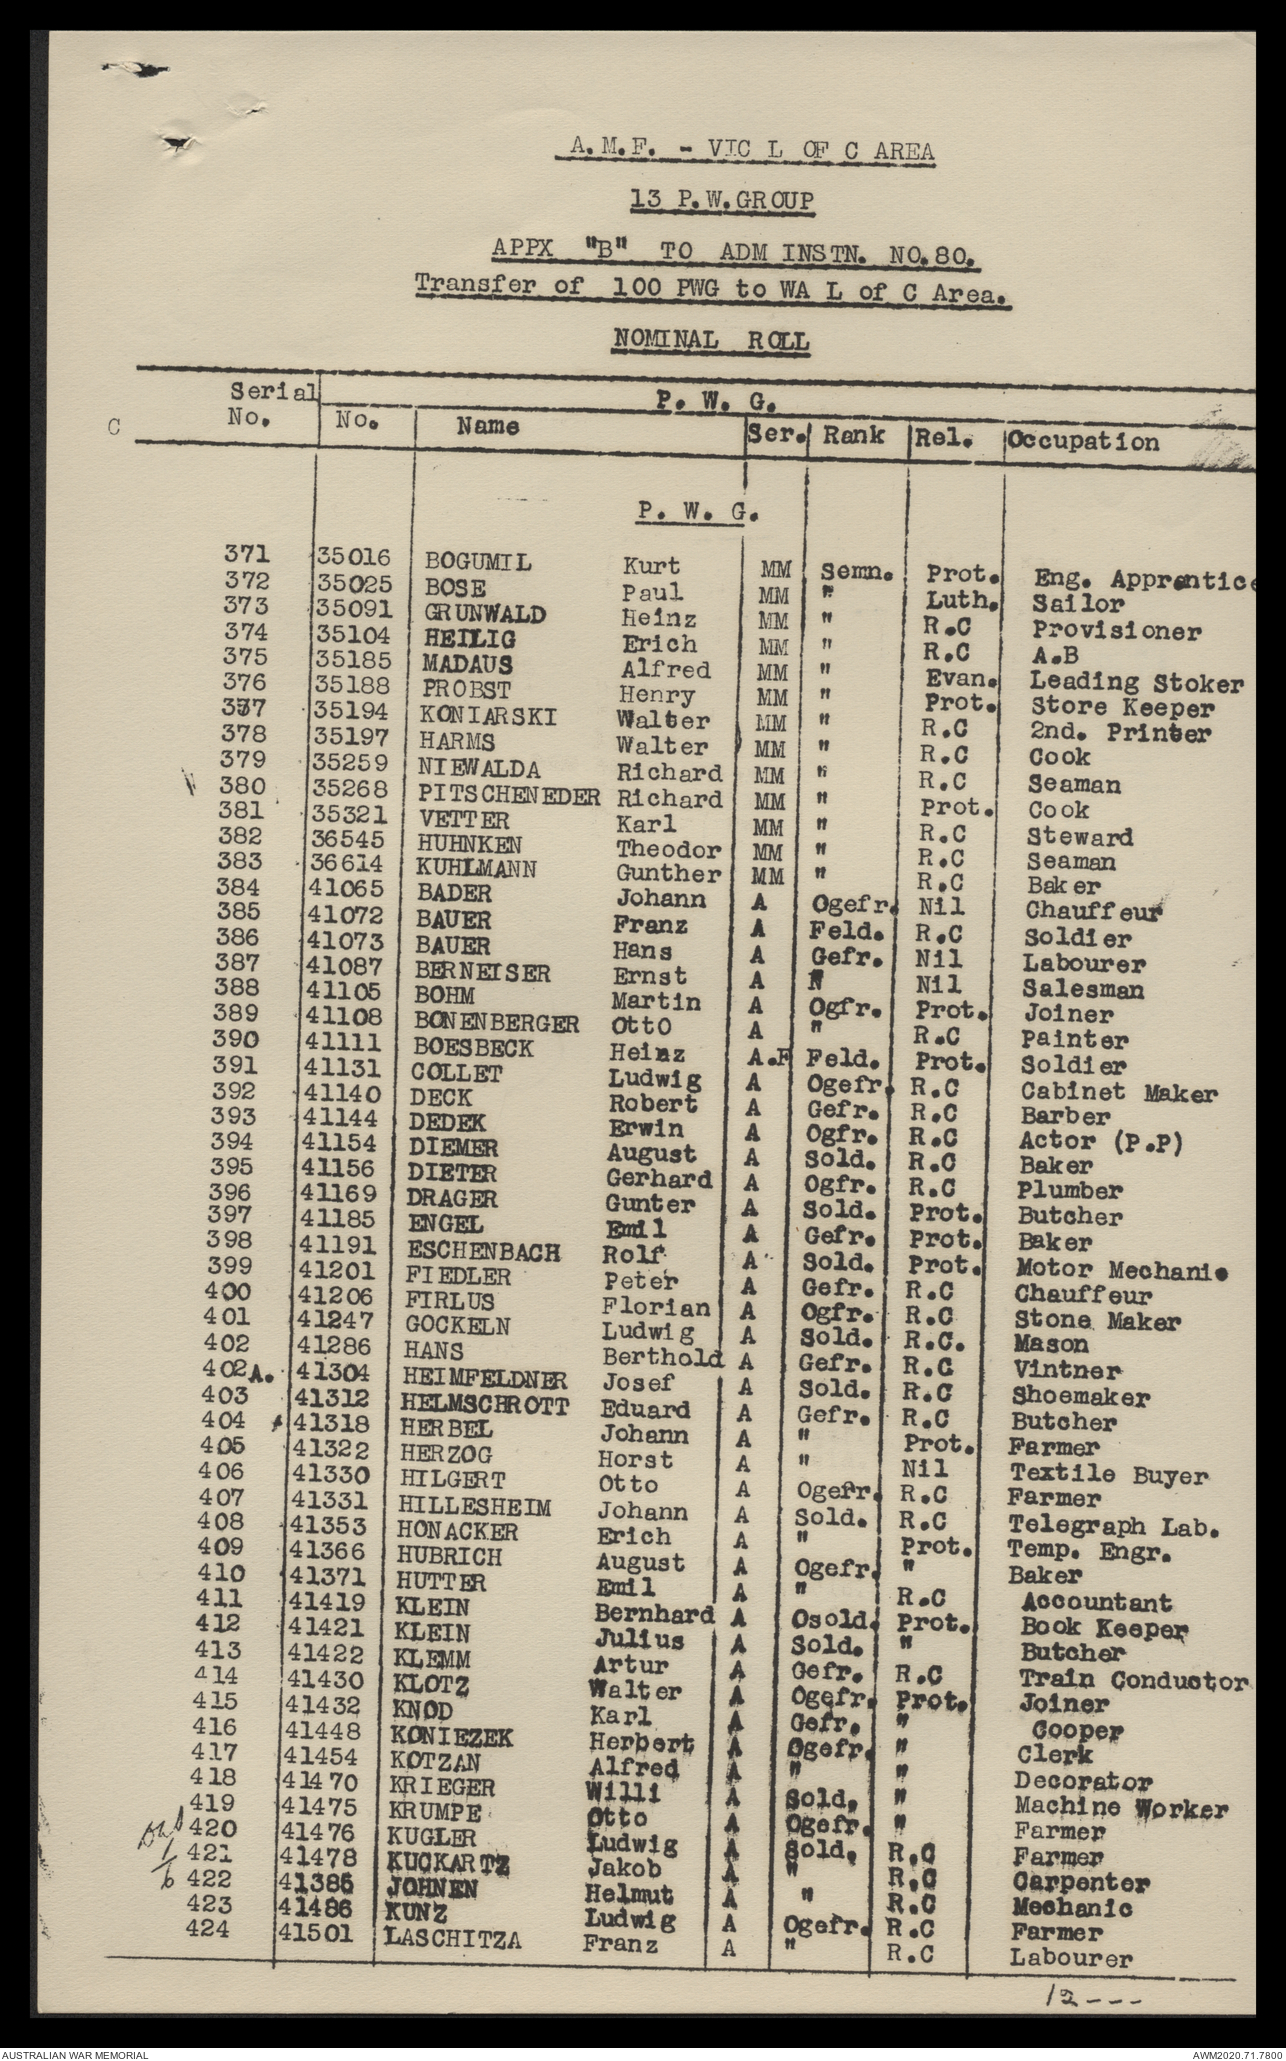 A.M.F. - VIC L OF C AREA
13 P.W.GROUP
APPX "B" TO ADM INSTN. NO.80.
Transfer of 100 PWG to WA L of C Area.
NOMINAL ROLL
Serial No. P. W. G.
C No. Name Ser. Rank Rel. Occupation
P. W. G.
371 35016 BOGUMIL Kurt MM Semn. Prot. Eng. Apprentice
372 35025 BOSE Paul MM " Luth. Sailor
373 35091 GRUNWALD Heinz MM " R.C Provisioner
374 35104 HEILIG Erich MM " R.C A.B
375 35185 MADAUS Alfred MM " Evan. Leading Stoker
376 35188 PROBST Henry MM " Prot. Store Keeper
377 35194 KONIARSKI Walter MM " R.C 2nd. Printer
378 35197 HARMS Walter MM " R.C Cook
379 35259 NIEWALDA Richard MM " R.C Seaman
380 35268 PITSCHENEDER Richard MM " Prot. Cook
381 35321 VETTER Karl MM " R.C Steward
382 36545 HUHNKEN Theodor MM " R.C Seaman
383 36614 KUHLMANN Gunther MM " R.C Baker
384 41065 BADER Johann A Ogefr. Nil Chauffeur
385 41072 BAUER Franz A Feld. R.C Soldier
386 41073 BAUER Hans A Gefr. Nil Labourer
387 41087 BERNEISER Ernst A " Nil Salesman
388 41105 BOHM Martin A Ogfr. Prot. Joiner
389 41108 BONENBERGER Otto A " R.C Painter
390 41111 BOESBECK Heinz A.F Feld. Prot. Soldier
391 41131 COLLET Ludwig A Ogefr. R.C Cabinet Maker
392 41140 DECK Robert A Gefr. R.C Barber
393 41144 DEDEK Erwin A Ogfr. R.C Actor (P.P)
394 41154 DIEMER August A Sold. R.C Baker
395 41156 DIETER Gerhard A Ogfr. R.C Plumber
396 41169 DRAGER Gunter A Sold. Prot. Butcher
397 41185 ENGEL Emil A Gefr. Prot. Baker
398 41191 ESCHENBACH Rolf A Sold. Prot. Motor Mechanic
399 41201 FIEDLER Peter A Gefr. R.C Chauffeur
400 41206 FIRLUS Florian A Ogfr. R.C Stone Maker
401 41247 GOCKELN Ludwig A Sold. R.C. Mason
402 41286 HANS Berthold A Gefr. R.C Vintner
402A. 41304 HEIMFELDNER Josef A Sold. R.C Shoemaker
403 41312 HELMSCHROTT Eduard A Gefr. R.C Butcher
404 41318 HERBEL Johann A " Prot. Farmer
405 41322 HERZOG Horst A " Nil Textile Buyer
406 41330 HILGERT Otto A Ogefr. R.C Farmer
407 41331 HILLESHEIM Johann A Sold. R.C Telegraph Lab.
408 41353 HONACKER Erich A " Prot. Temp. Engr.
409 41366 HUBRICH August A Ogefr. " Baker
410 41371 HUTTER Emil A " R.C Accountant
411 41419 KLEIN Bernhard A Osold. Prot. Book Keeper
412 41421 KLEIN Julius A Sold. " Butcher
413 41422 KLEMM Artur A Gefr. R.C Train Conductor
414 41430 KLOTZ Walter A Ogefr. Prot. Joiner
415 41432 KNOD Karl A Gefr. " Cooper
416 41448 KONIEZEK Herbert A Ogefr. " Clerk
417 41454 KOTZAN Alfred A " " Decorator
418 41470 KRIEGER Willi A Sold. " Machine Worker
419 41475 KRUMPE Otto A Ogefr. " Farmer
420 41476 KUGLER Ludwig A Sold. R.C Farmer
421 41478 KUCKARTZ Jakob A " R.C Carpenter
422 41385 JOHNEN Helmut A " R.C Mechanic
423 41486 KUNZ Ludwig A Ogefr. R.C Farmer
424 41501 LASCHITZA Franz A " R.C Labourer
12---
AUSTRALIAN WAR MEMORIAL AWM2020.71.7800